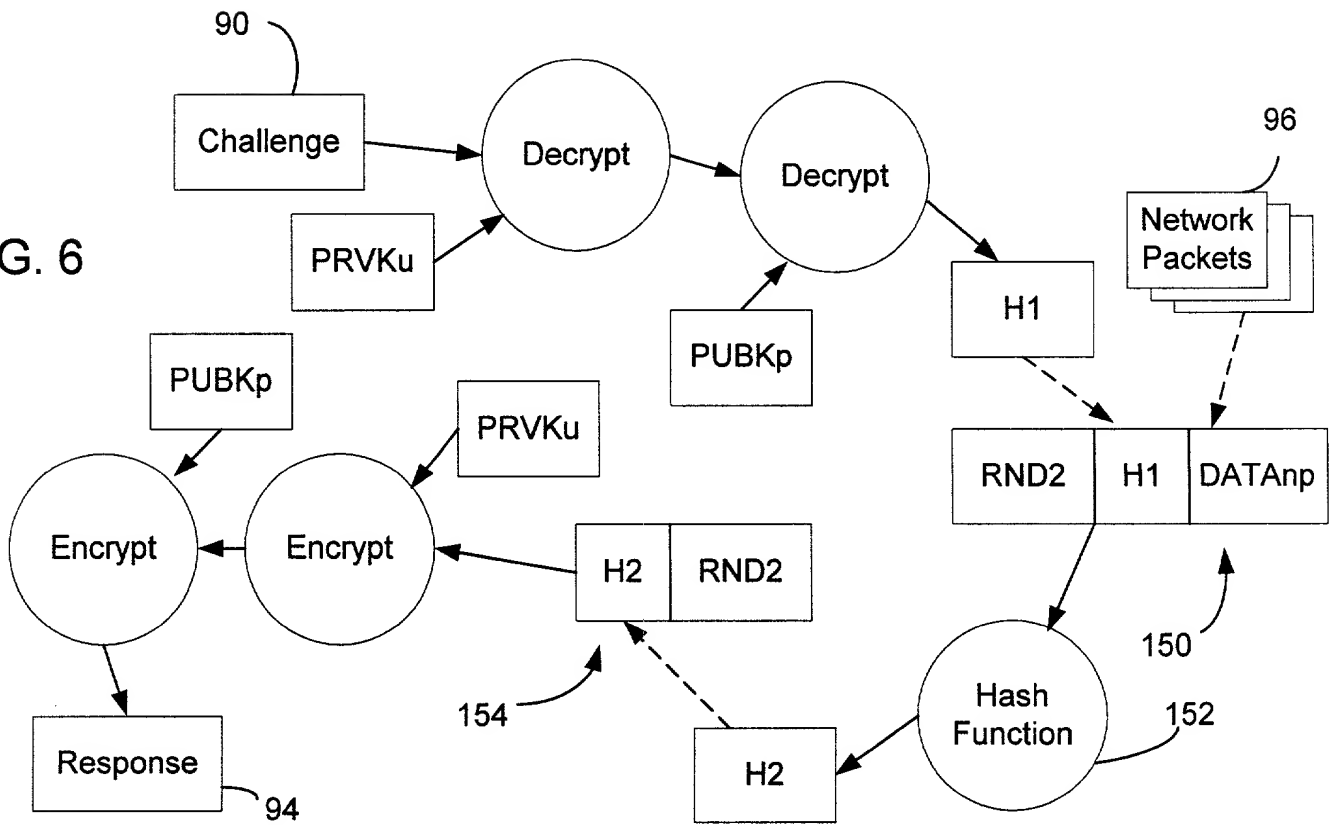 90
Challenge
Decrypt
Decrypt
96
Network
Packets
G. 6
PRVKu
PUBKp
H1
PUBKp
PRVKu
RND2 H1 DATAnp
Encrypt
Encrypt
H2 RND2
150
154
Hash
Function
152
H2
Response
94